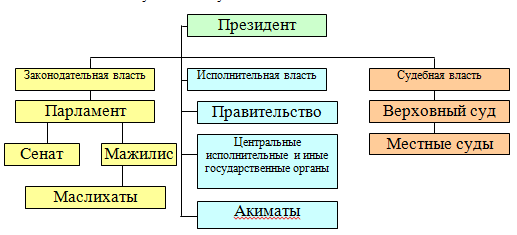 Президент
Законодательная власть
Исполнительная власть
Судебная власть
Парламент
Правительство
Верховный суд
Сенат
Мажилис
Центральные
исполнительные и иные
государственные органы
Местные суды
Маслихаты
Акиматы